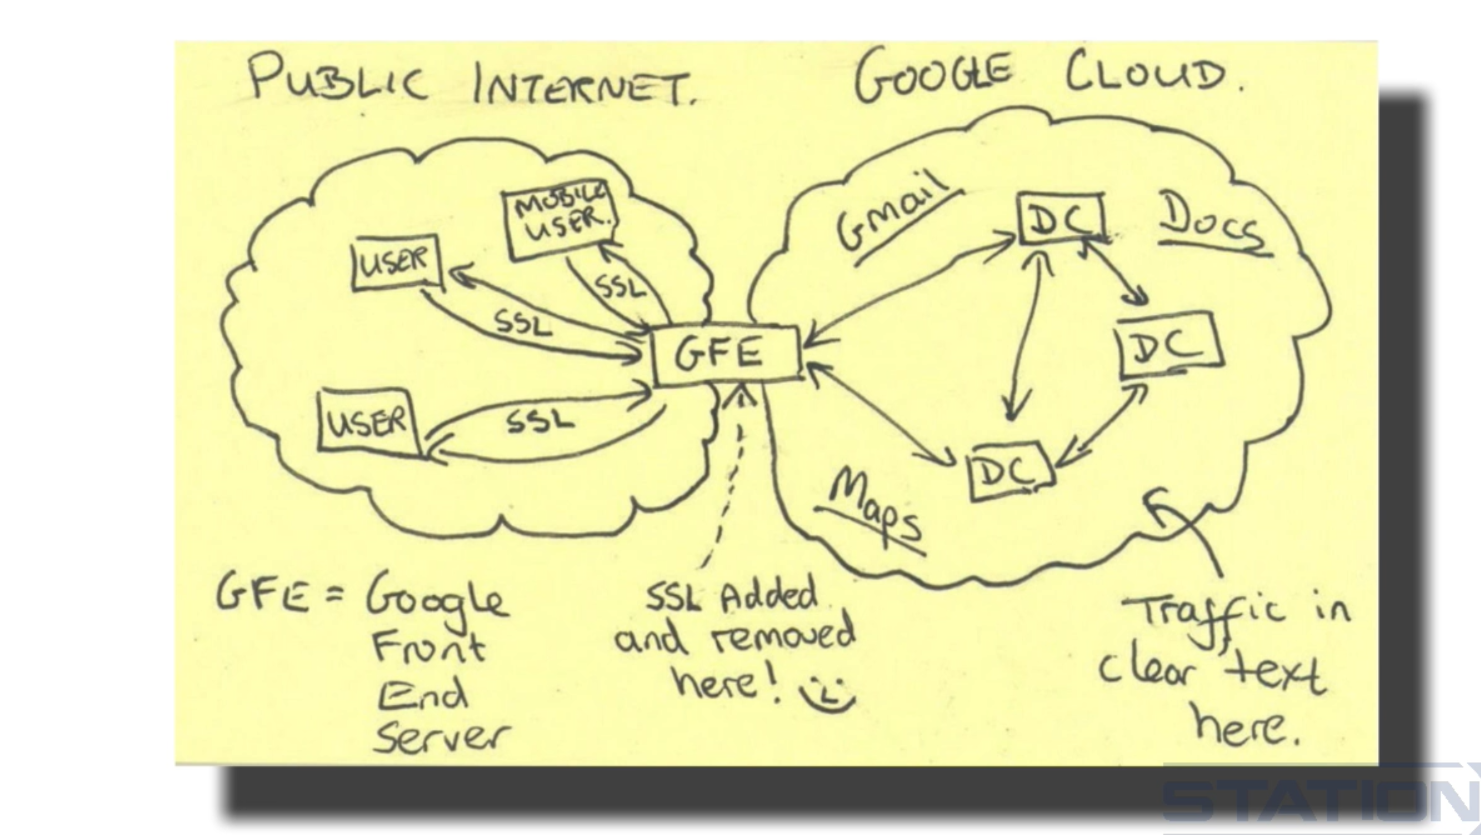 PUBLIC INTERNET.
GOOGLE CLOUD.
MOBILE
USER.
USER
SSL
SSL
USER
SSL
GFE
Gmail
DC
Docs
DC
DC
Maps
GFE = Google
Front
End
Server
SSL Added
and removed
here!
Traffic in
clear text
here.
STATION